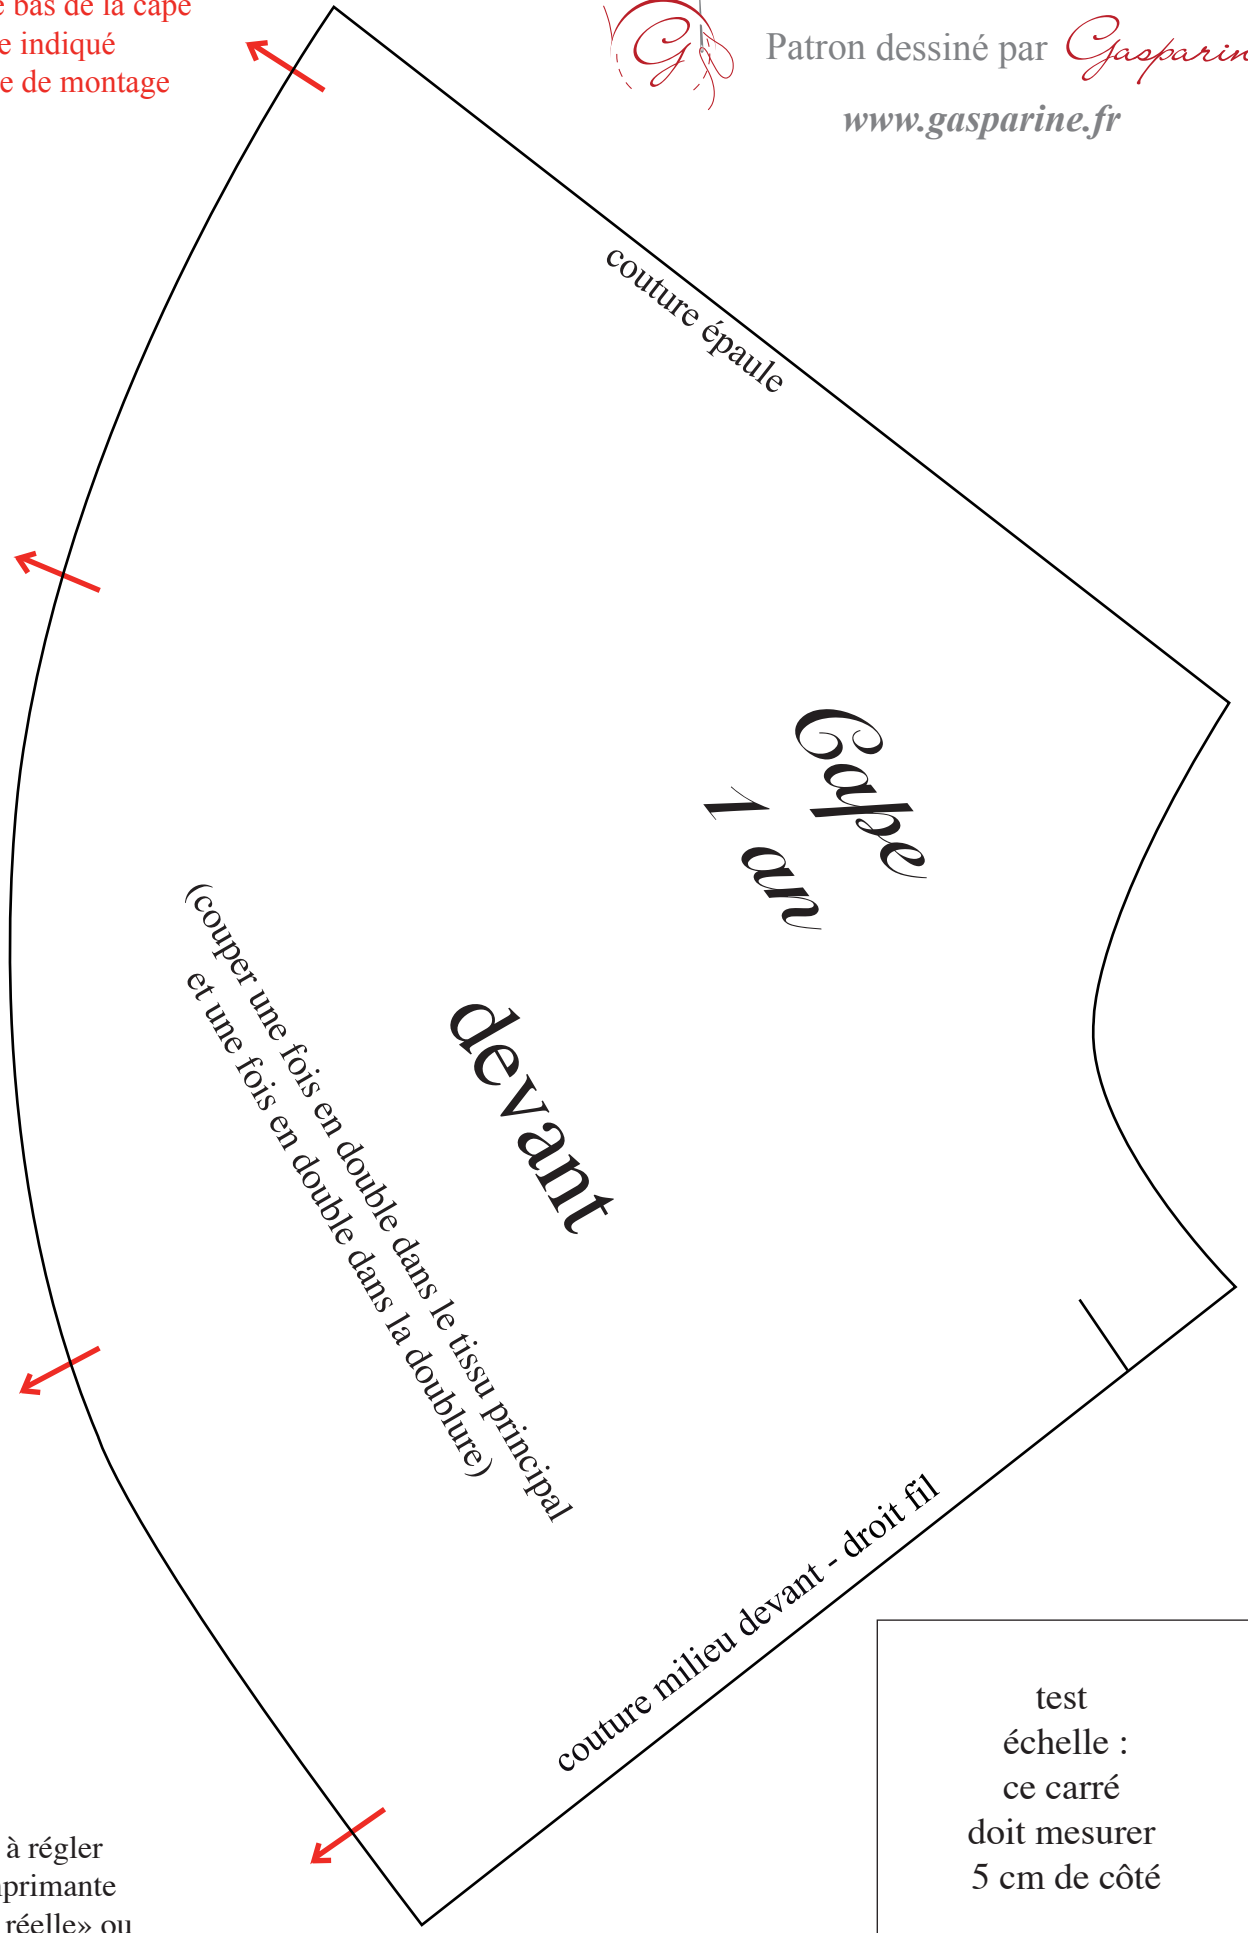 bas de la cape
indiqué
de montage
G
Patron dessiné par
www.gasparine.fr
couture épaule
Cape
1 an
devant
(couper une fois en double dans le tissu principal
et une fois en double dans la doublure)
couture milieu devant - droit fil
test
échelle :
ce carré
doit mesurer
5 cm de côté
à régler
réelle» ou